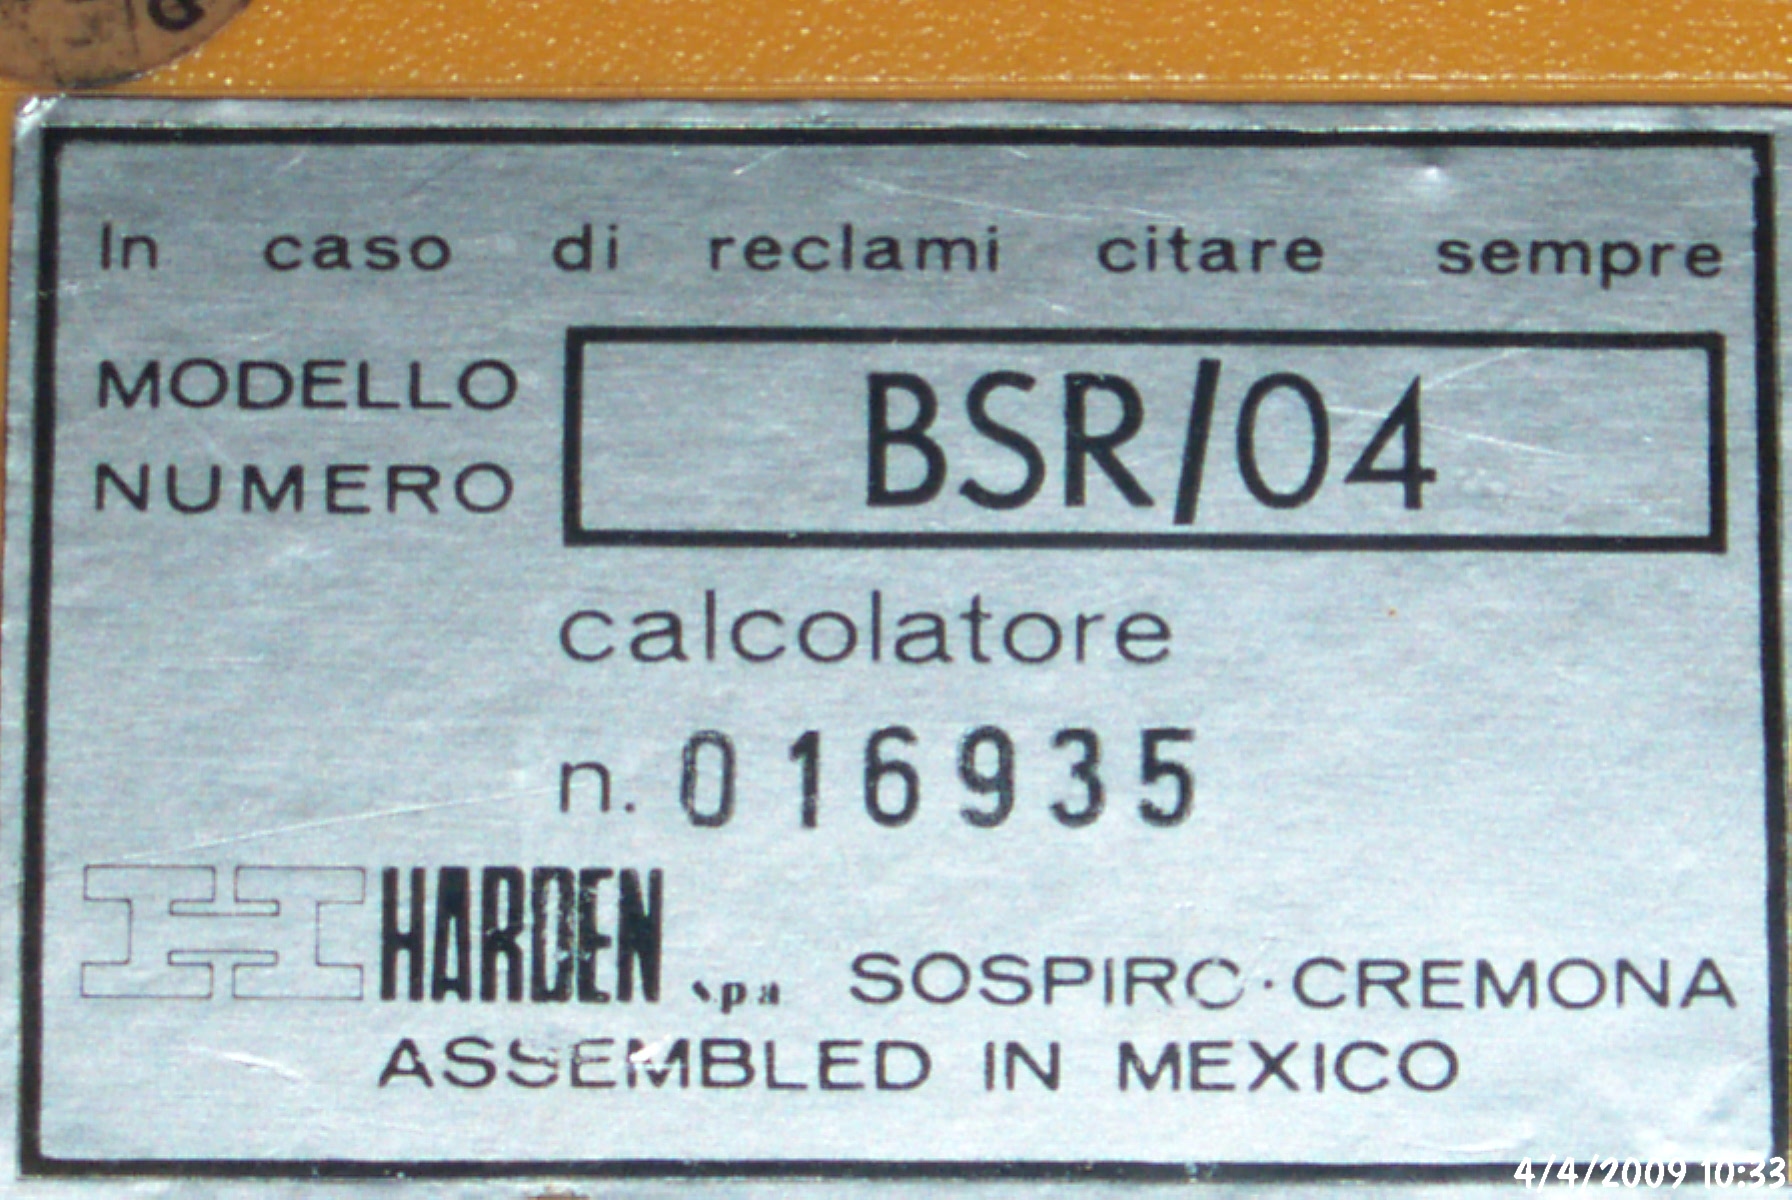 In caso di reclami citare sempre
MODELLO
NUMERO
BSR/04
calcolatore
n. 016935
HARDEN s.p.a SOSPIRO·CREMONA
ASSEMBLED IN MEXICO
4/4/2009 10:33